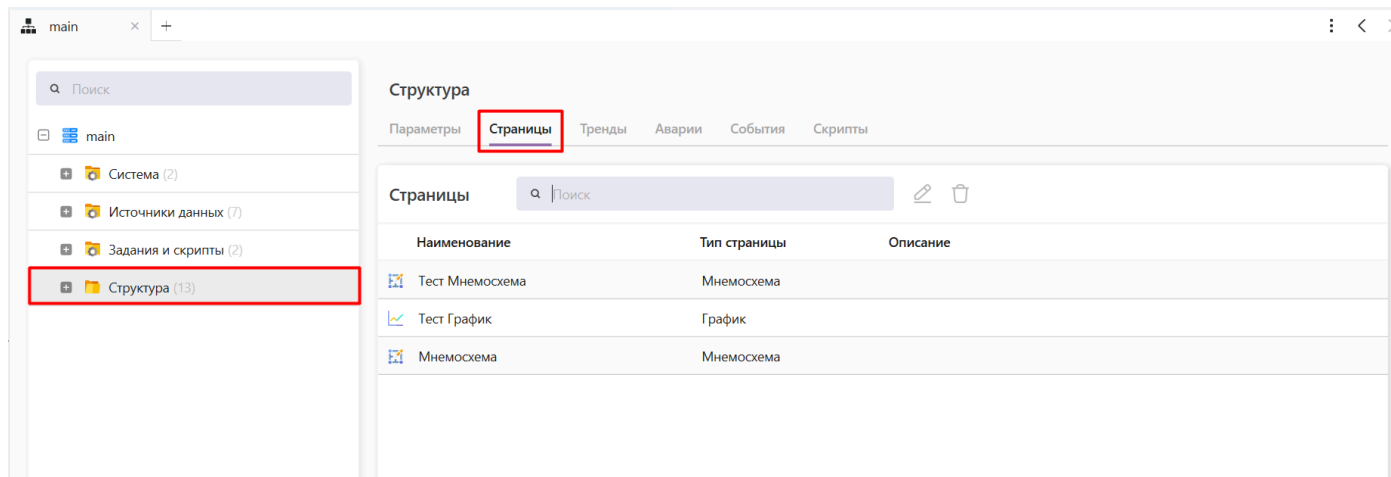 main × +
Поиск
main
Система (2)
Источники данных (7)
Задания и скрипты (2)
Структура (13)
Структура
Параметры Страницы Тренды Аварии События Скрипты
Страницы Поиск
Наименование Тип страницы Описание
Тест Мнемосхема Мнемосхема
Тест График График
Мнемосхема Мнемосхема